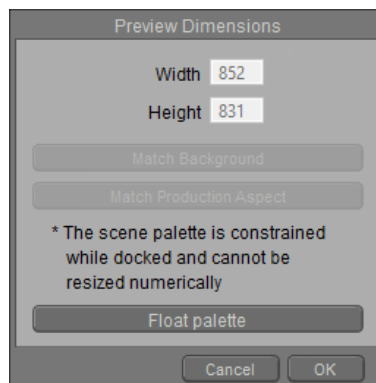 Preview Dimensions
Width 852
Height 831
Match Background
Match Production Aspect
* The scene palette is constrained
while docked and cannot be
resized numerically
Float palette
Cancel OK